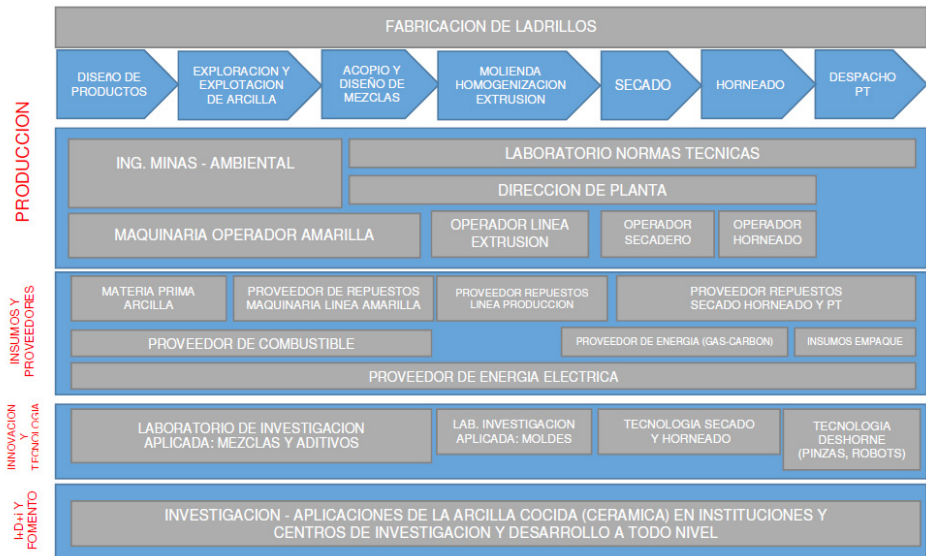 FABRICACION DE LADRILLOS
DISEñO DE
PRODUCTOS
EXPLORACION Y
EXPLOTACION
DE ARCILLA
ACOPIO Y
DISEÑO DE
MEZCLAS
MOLIENDA
HOMOGENIZACION
EXTRUSION
SECADO
HORNEADO
DESPACHO
PT
PRODUCCION
ING. MINAS - AMBIENTAL
LABORATORIO NORMAS TECNICAS
DIRECCION DE PLANTA
MAQUINARIA OPERADOR AMARILLA
OPERADOR LINEA
EXTRUSION
OPERADOR
SECADERO
OPERADOR
HORNEADO
INSUMOS Y
PROVEEDORES
MATERIA PRIMA
ARCILLA
PROVEEDOR DE REPUESTOS
MAQUINARIA LINEA AMARILLA
PROVEEDOR REPUESTOS
LINEA PRODUCCION
PROVEEDOR REPUESTOS
SECADO HORNEADO Y PT
PROVEEDOR DE COMBUSTIBLE
PROVEEDOR DE ENERGIA (GAS-CARBON)
INSUMOS EMPAQUE
PROVEEDOR DE ENERGIA ELECTRICA
INNOVACION
Y
TECNOLOGIA
LABORATORIO DE INVESTIGACION
APLICADA: MEZCLAS Y ADITIVOS
LAB. INVESTIGACION
APLICADA: MOLDES
TECNOLOGIA SECADO
Y HORNEADO
TECNOLOGIA
DESHORNE
(PINZAS, ROBOTS)
I+D+i Y
FOMENTO
INVESTIGACION - APLICACIONES DE LA ARCILLA COCIDA (CERAMICA) EN INSTITUCIONES Y
CENTROS DE INVESTIGACION Y DESARROLLO A TODO NIVEL